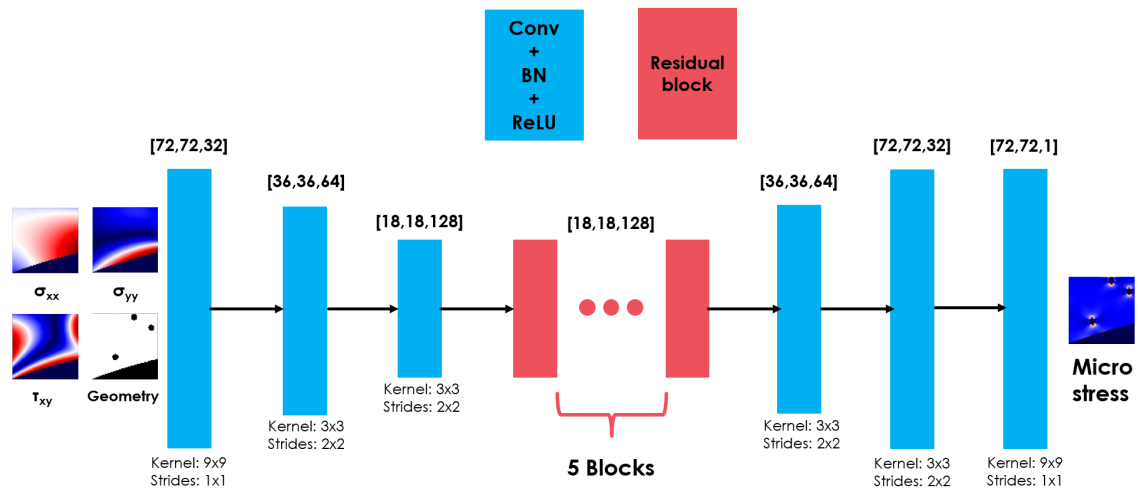 Conv
+
BN
+
ReLU
Residual
block
[72,72,32]
[36,36,64]
[18,18,128]
[18,18,128]
[36,36,64]
[72,72,32]
[72,72,1]
σxx
σyy
τxy
Geometry
Kernel: 9x9
Strides: 1x1
Kernel: 3x3
Strides: 2x2
Kernel: 3x3
Strides: 2x2
5 Blocks
Kernel: 3x3
Strides: 2x2
Kernel: 3x3
Strides: 2x2
Kernel: 9x9
Strides: 1x1
Micro
stress